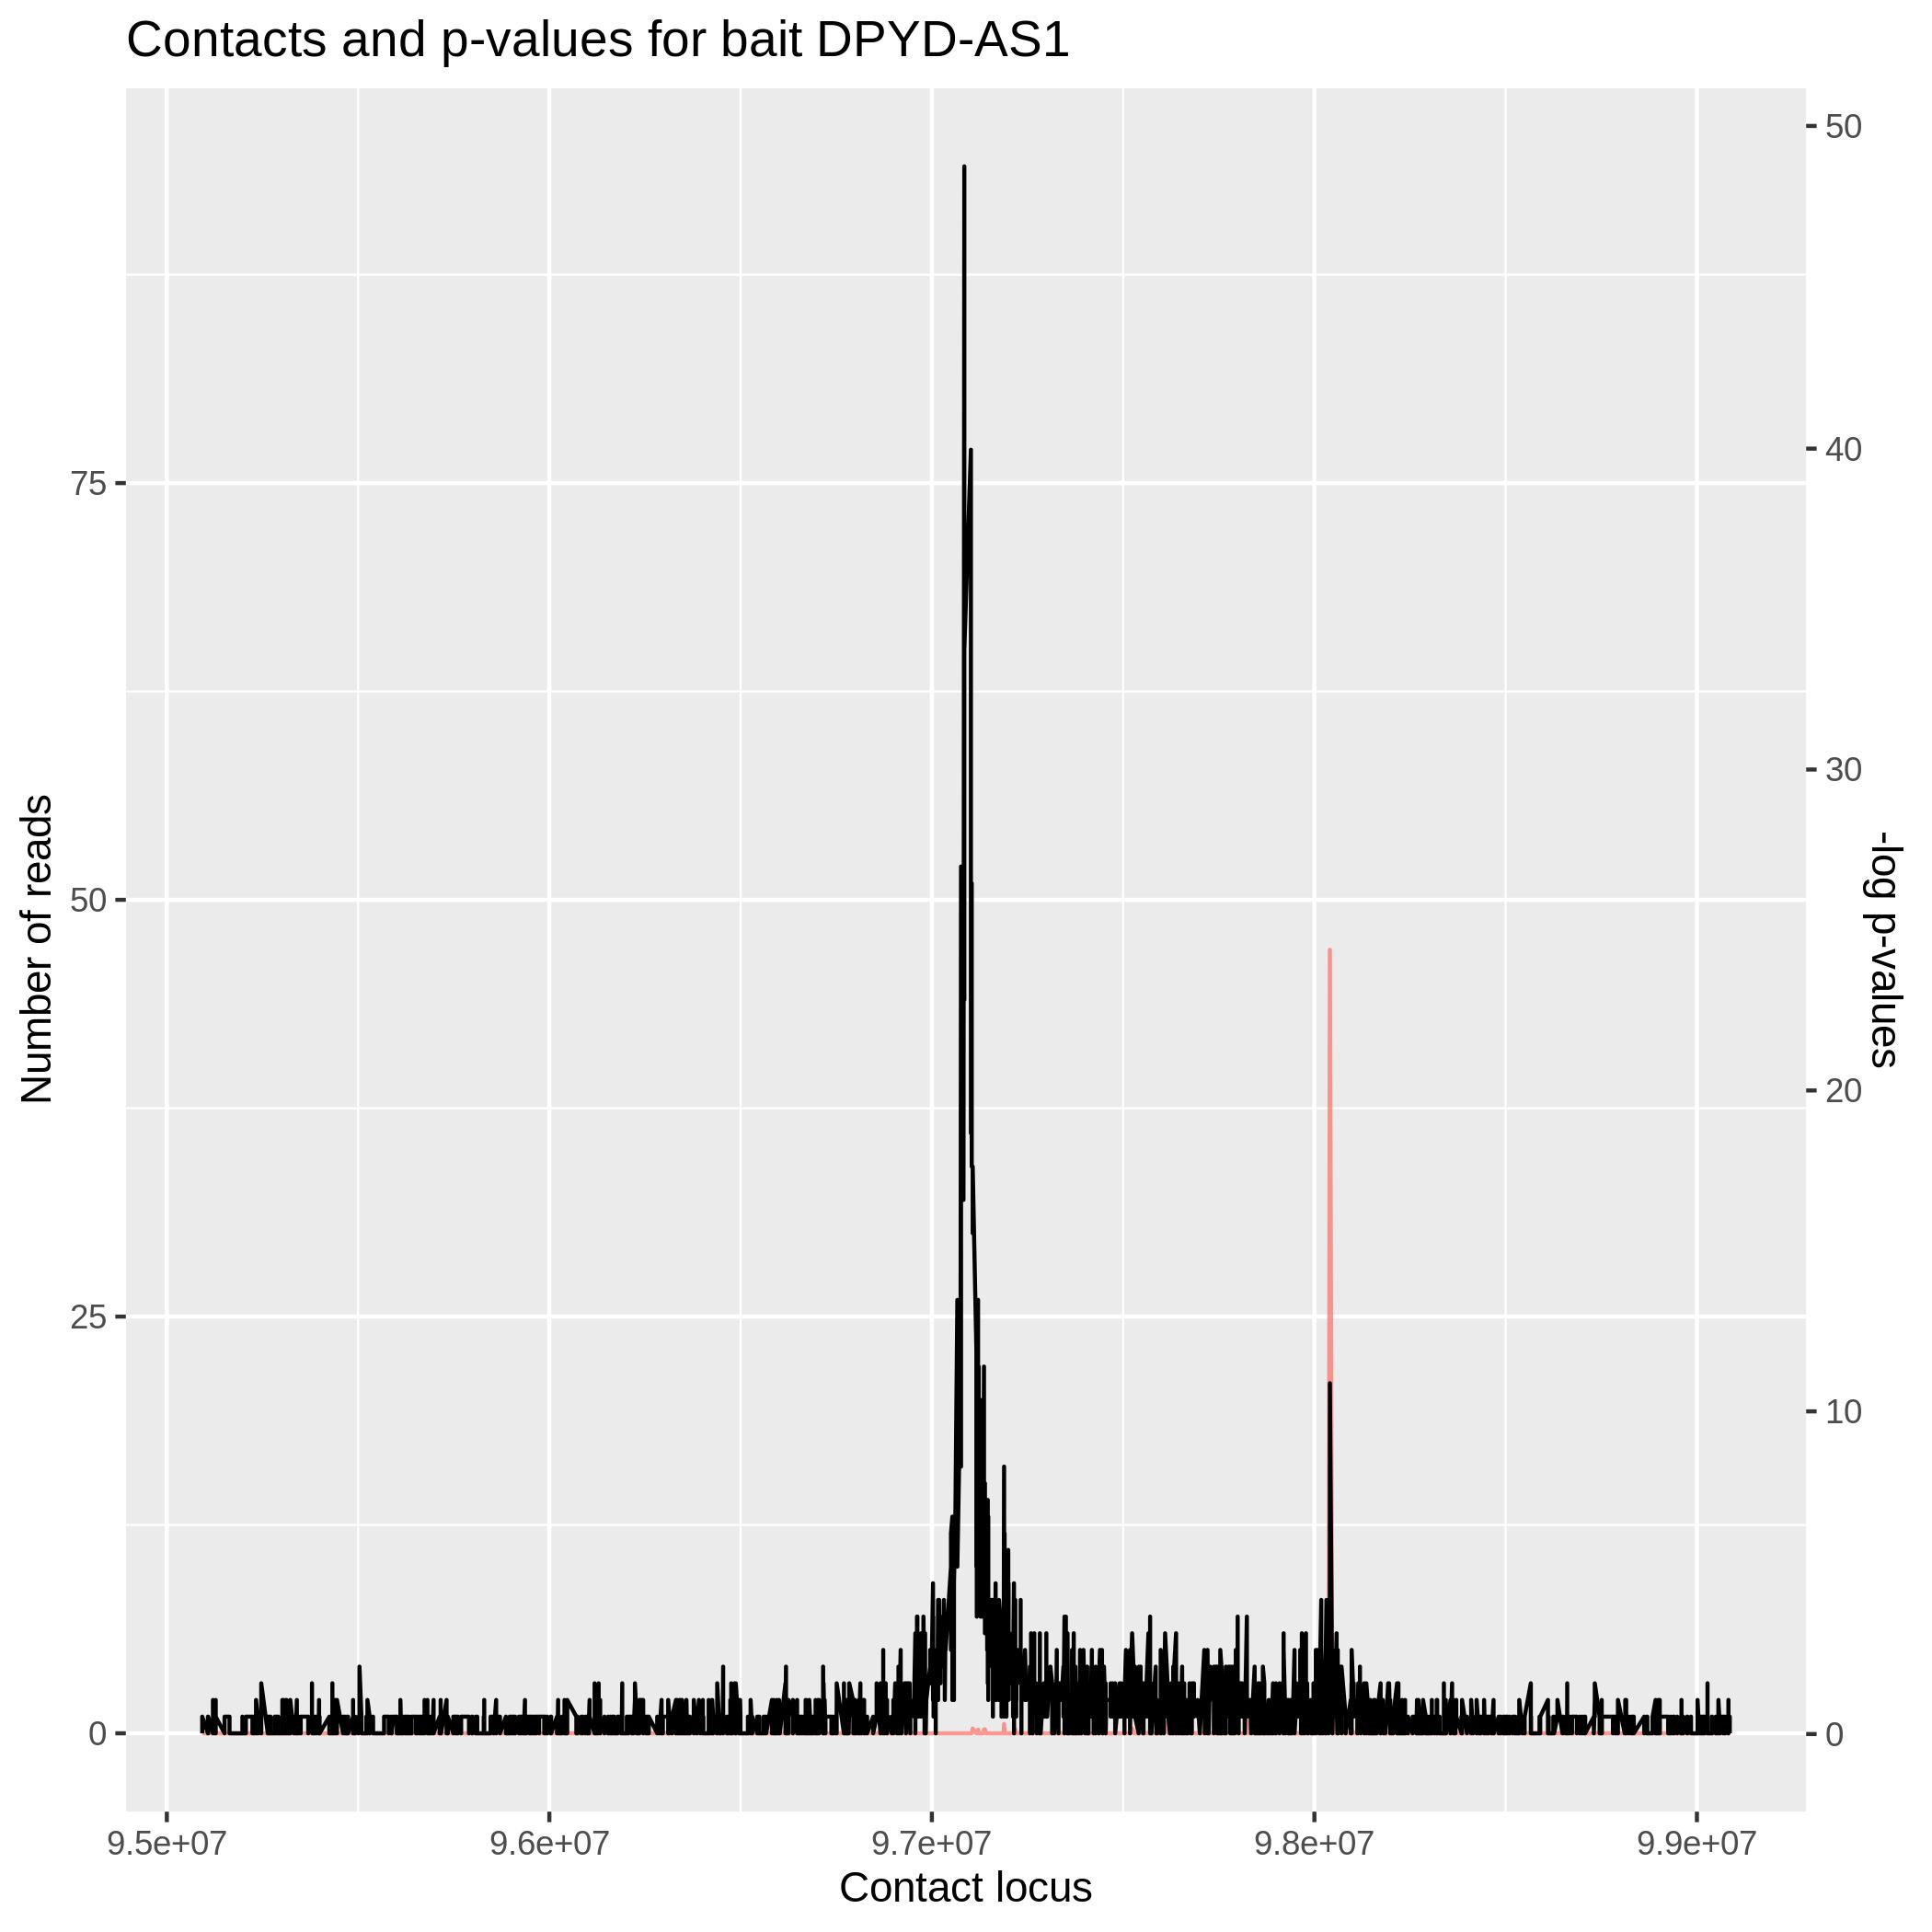 Contacts and p-values for bait DPYD-AS1
50
40
30
20
10
0
-log p-values
75
50
25
0
Number of reads
9.5e+07 9.6e+07 9.7e+07 9.8e+07 9.9e+07
Contact locus